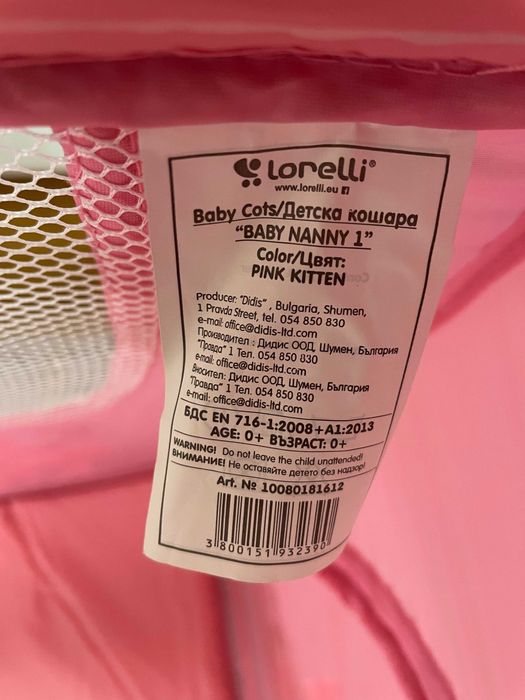 lorelli®
www.lorelli.eu
Baby Cots/Детска кошара
"BABY NANNY 1"
Color/Цвят:
PINK KITTEN
Producer: "Didis" , Bulgaria, Shumen,
1 Pravda Street, tel. 054 850 830
e-mail: office@didis-ltd.com
Производител : Дидис ООД, Шумен, България
"Правда" 1 Тел. 054 850 830
e-mail: office@didis-ltd.com
Вносител: Дидис ООД, Шумен, България
"Правда" 1 Тел. 054 850 830
e-mail: office@didis-ltd.com
БДС EN 716-1:2008+A1:2013
AGE: 0+ ВЪЗРАСТ: 0+
WARNING! Do not leave the child unattended!
ВНИМАНИЕ! Не оставяйте детето без надзор!
Art. № 10080181612
3 800151 932390